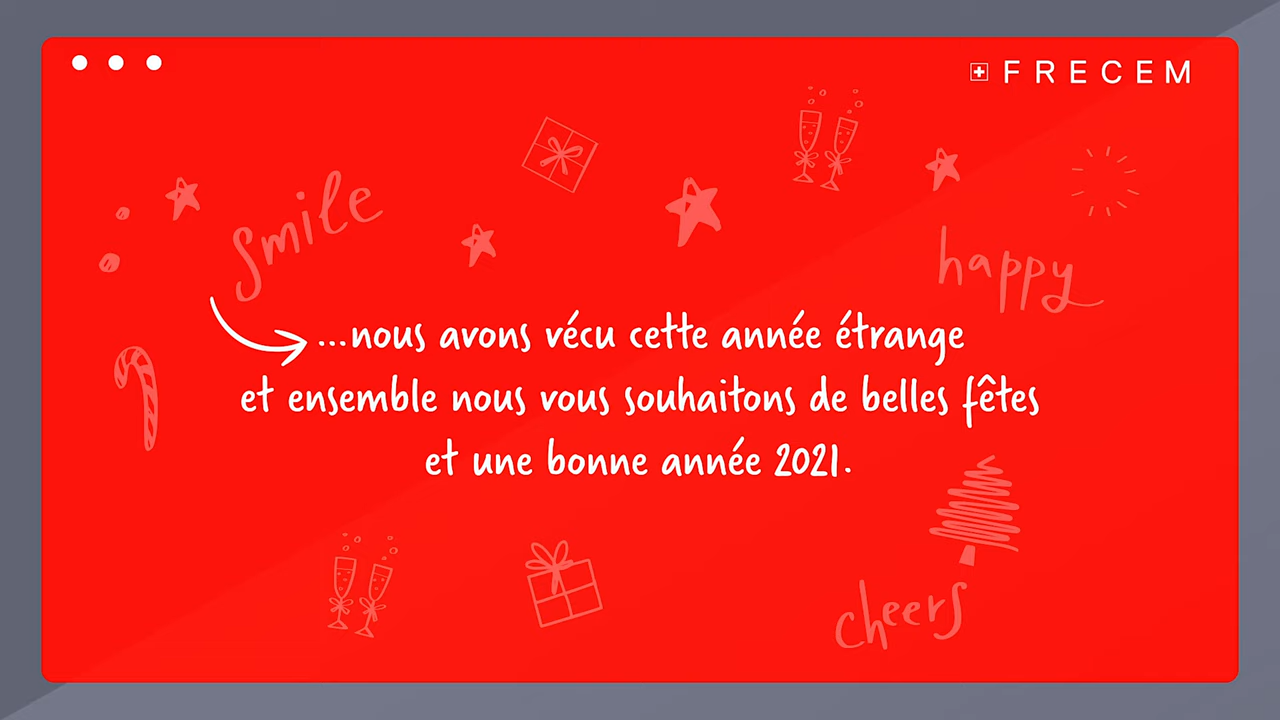 FRECEM
smile
happy
...nous avons vécu cette année étrange
et ensemble nous vous souhaitons de belles fêtes
et une bonne année 2021.
cheers